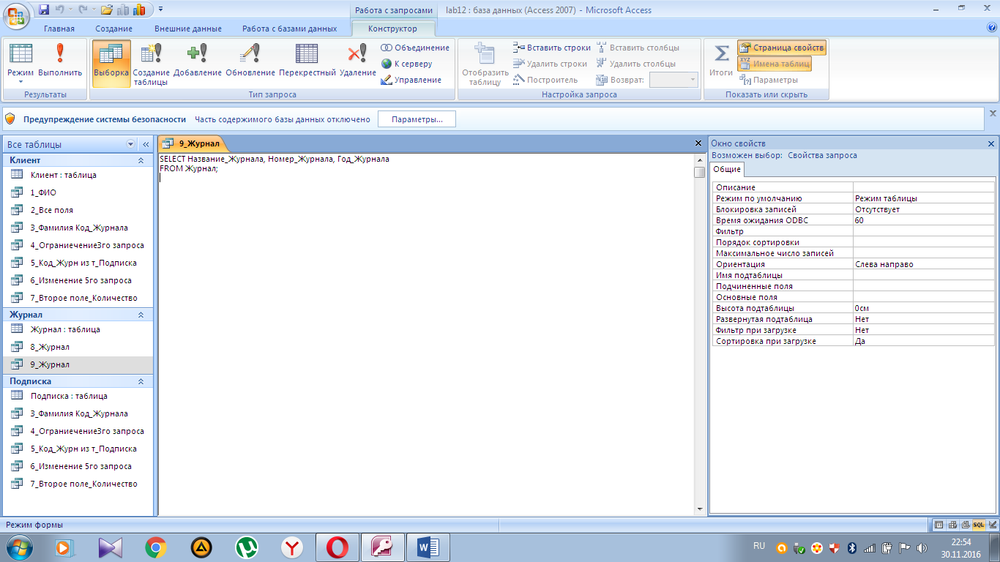 Работа с запросами
lab12 : база данных (Access 2007) - Microsoft Access
Главная
Создание
Внешние данные
Работа с базами данных
Конструктор
Режим
Выполнить
Результаты
Выборка
Создание таблицы
Добавление
Обновление
Перекрестный
Удаление
Объединение
К серверу
Управление
Тип запроса
Отобразить таблицу
Вставить строки
Удалить строки
Построитель
Вставить столбцы
Удалить столбцы
Возврат:
Настройка запроса
Итоги
Страница свойств
XYZ Имена таблиц
Параметры
Показать или скрыть
Предупреждение системы безопасности Часть содержимого базы данных отключено Параметры...
Все таблицы
Клиент
Клиент : таблица
1_ФИО
2_Все поля
3_Фамилия Код_Журнала
4_Ограниечение3го запроса
5_Код_Журн из т_Подписка
6_Изменение 5го запроса
7_Второе поле_Количество
Журнал
Журнал : таблица
8_Журнал
9_Журнал
Подписка
Подписка : таблица
3_Фамилия Код_Журнала
4_Ограниечение3го запроса
5_Код_Журн из т_Подписка
6_Изменение 5го запроса
7_Второе поле_Количество
9_Журнал
SELECT Название_Журнала, Номер_Журнала, Год_Журнала
FROM Журнал;
Окно свойств
Возможен выбор: Свойства запроса
Общие
Описание
Режим по умолчанию Режим таблицы
Блокировка записей Отсутствует
Время ожидания ODBC 60
Фильтр
Порядок сортировки
Максимальное число записей
Ориентация Слева направо
Имя подтаблицы
Подчиненные поля
Основные поля
Высота подтаблицы 0см
Развернутая подтаблица Нет
Фильтр при загрузке Нет
Сортировка при загрузке Да
Режим формы
SQL
RU
22:54
30.11.2016